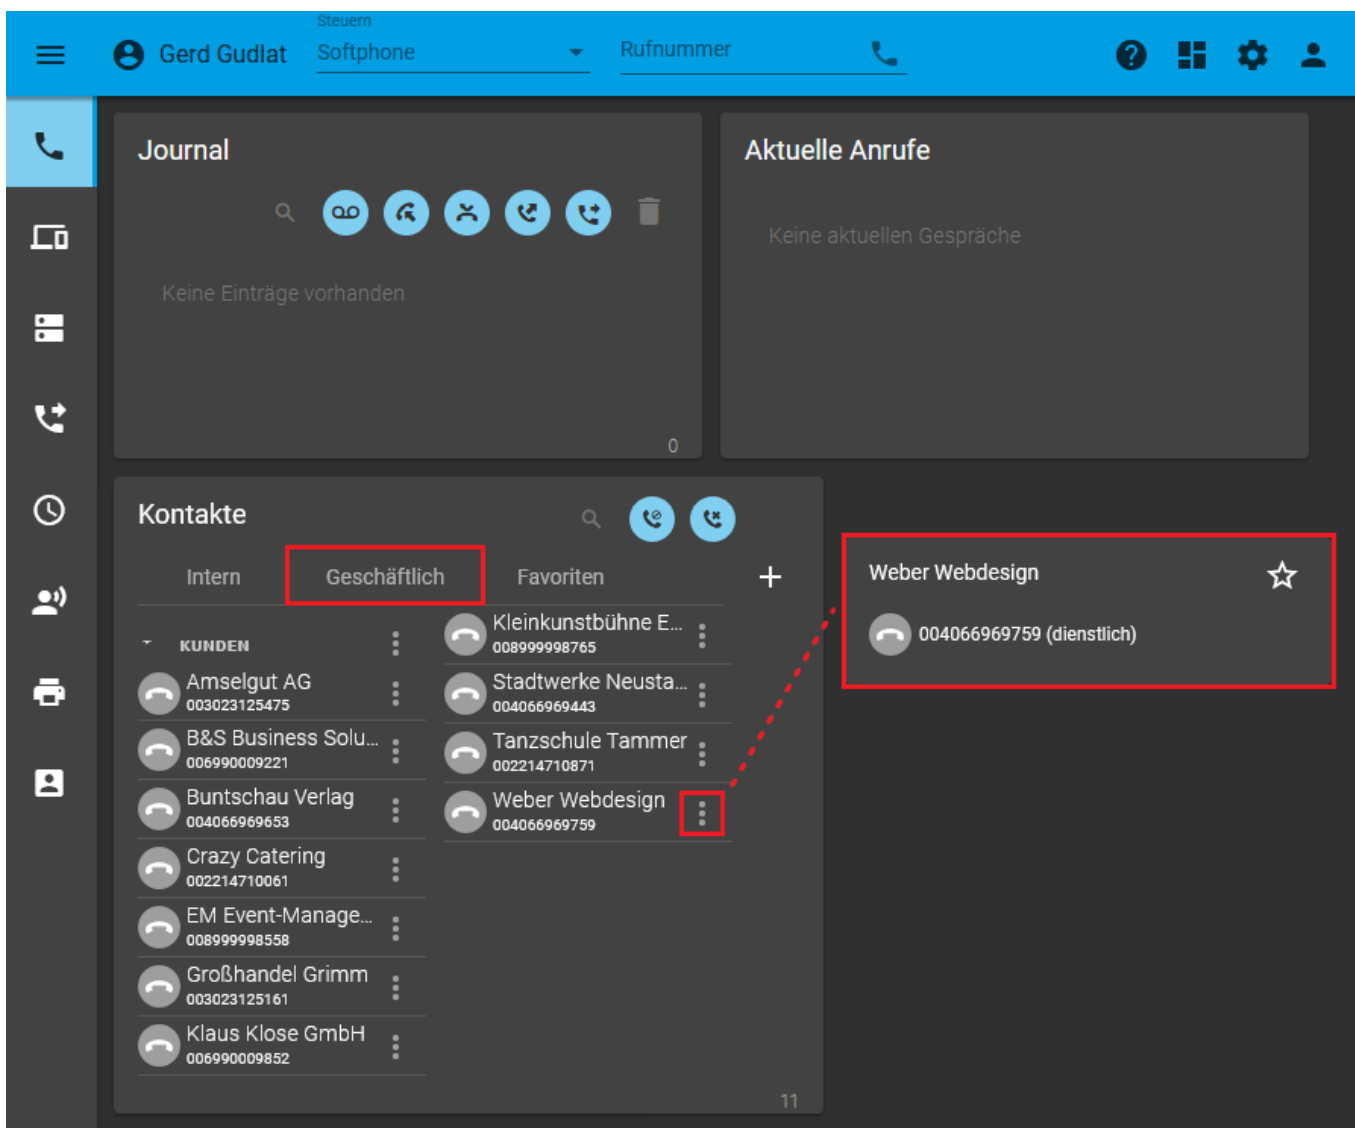 Steuern
Gerd Gudlat
Softphone
Rufnummer
Journal
Keine Einträge vorhanden
0
Aktuelle Anrufe
Keine aktuellen Gespräche
Kontakte
Intern
Geschäftlich
Favoriten
KUNDEN
Amselgut AG
003023125475
B&S Business Solu...
006990009221
Buntschau Verlag
004066969653
Crazy Catering
002214710061
EM Event-Manage...
008999998558
Großhandel Grimm
003023125161
Klaus Klose GmbH
006990009852
Kleinkunstbühne E...
008999998765
Stadtwerke Neusta...
004066969443
Tanzschule Tammer
002214710871
Weber Webdesign
004066969759
11
Weber Webdesign
004066969759 (dienstlich)